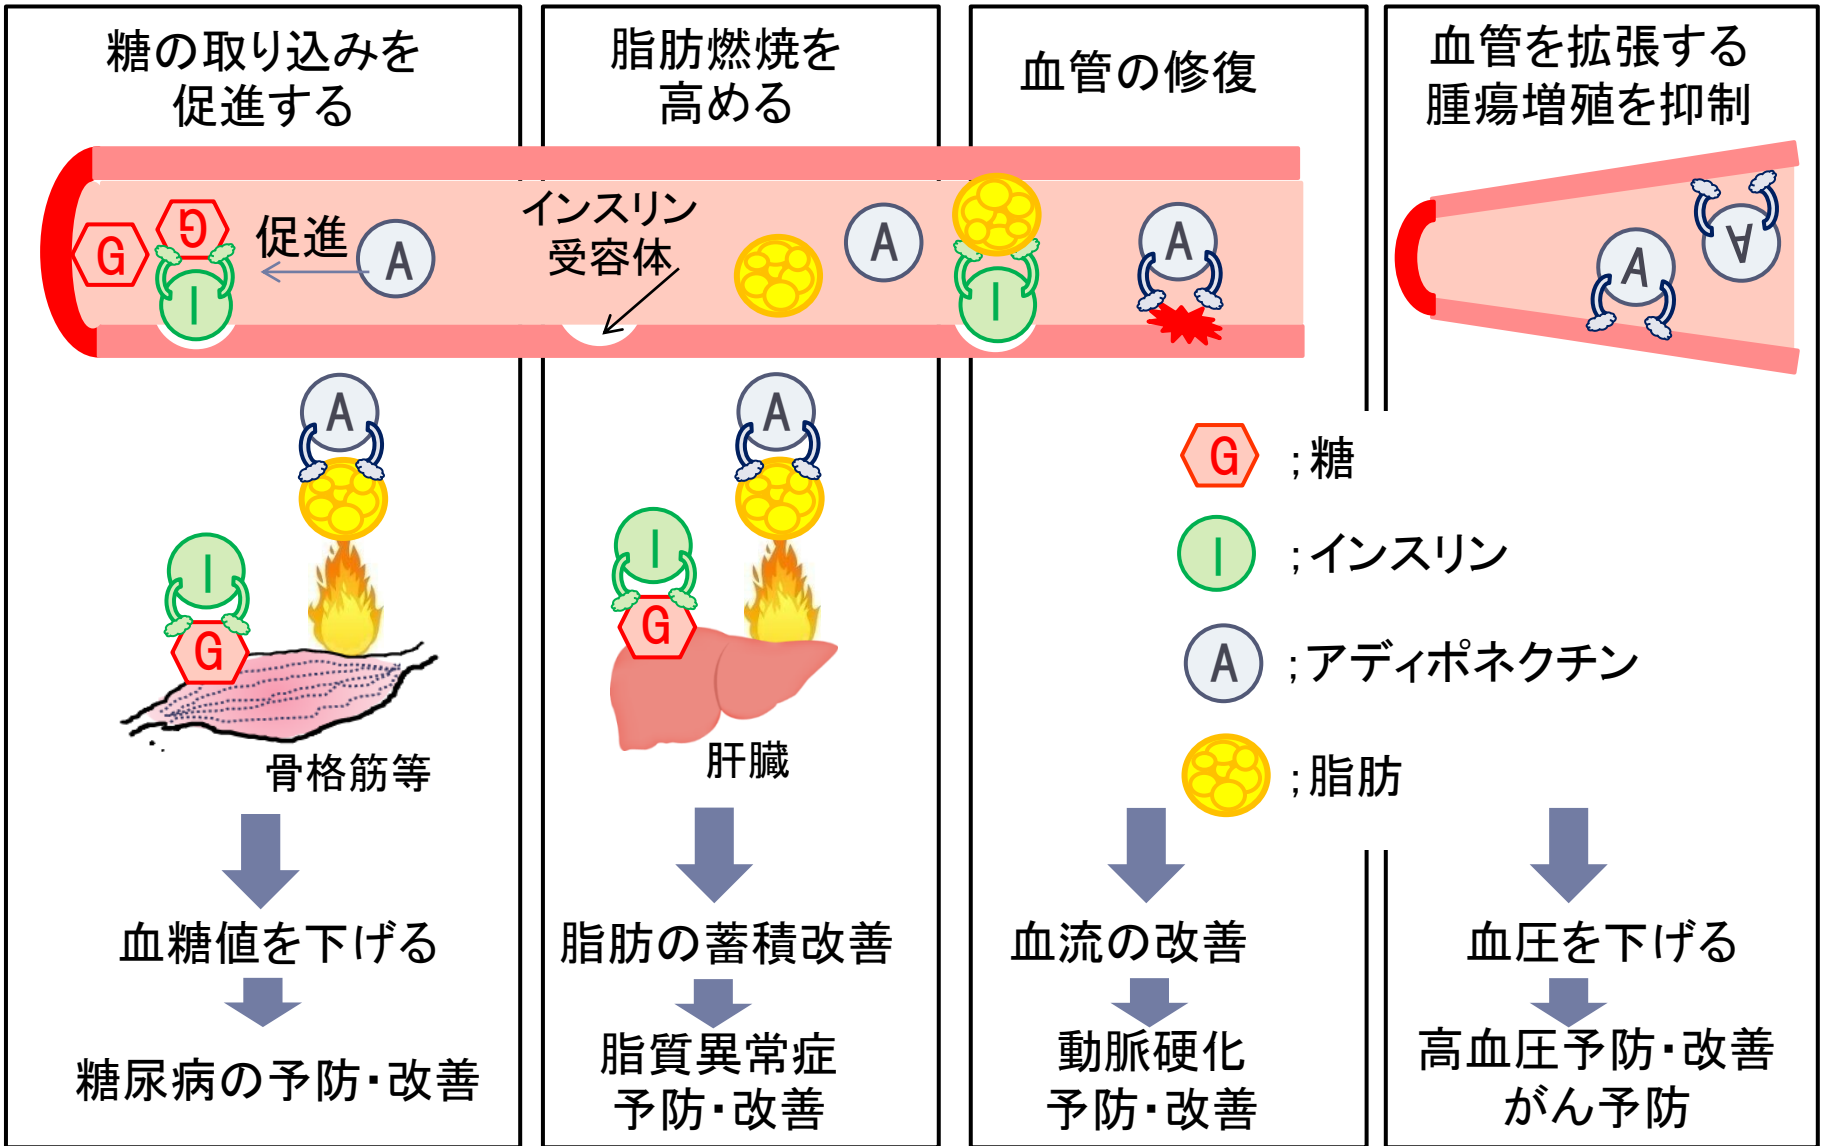 糖の取り込みを
促進する
脂肪燃焼を
高める
血管の修復
血管を拡張する
腫瘍増殖を抑制
G
G
I
促進
A
インスリン
受容体
A
I
A
A
A
A
I
G
骨格筋等
A
I
G
肝臓
G
;糖
I
;インスリン
A
;アディポネクチン
;脂肪
血糖値を下げる
脂肪の蓄積改善
血流の改善
血圧を下げる
糖尿病の予防・改善
脂質異常症
予防・改善
動脈硬化
予防・改善
高血圧予防・改善
がん予防